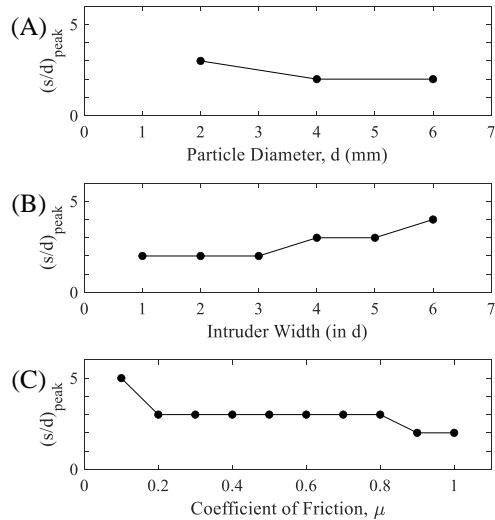 (A)
(s/d)peak
5
0
0 1 2 3 4 5 6 7
Particle Diameter, d (mm)
(B)
(s/d)peak
5
0
0 1 2 3 4 5 6 7
Intruder Width (in d)
(C)
(s/d)peak
5
0
0.2 0.4 0.6 0.8 1
Coefficient of Friction, μ